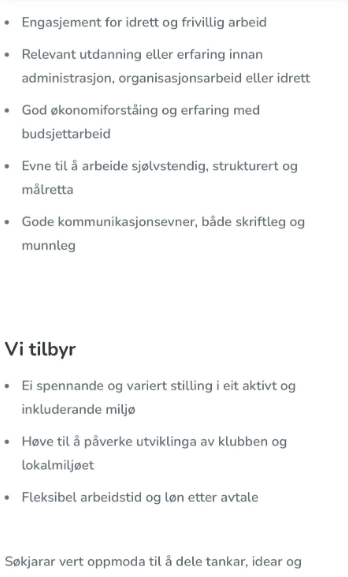 • Engasjement for idrett og frivillig arbeid
• Relevant utdanning eller erfaring innan
administrasjon, organisasjonsarbeid eller idrett
• God økonomiforståing og erfaring med
budsjettarbeid
• Evne til å arbeide sjølvstendig, strukturert og
målretta
• Gode kommunikasjonsevner, både skriftleg og
munnleg
Vi tilbyr
• Ei spennande og variert stilling i eit aktivt og
inkluderande miljø
• Høve til å påverke utviklinga av klubben og
lokalmiljøet
• Fleksibel arbeidstid og løn etter avtale
Søkjarar vert oppmoda til å dele tankar, idear og